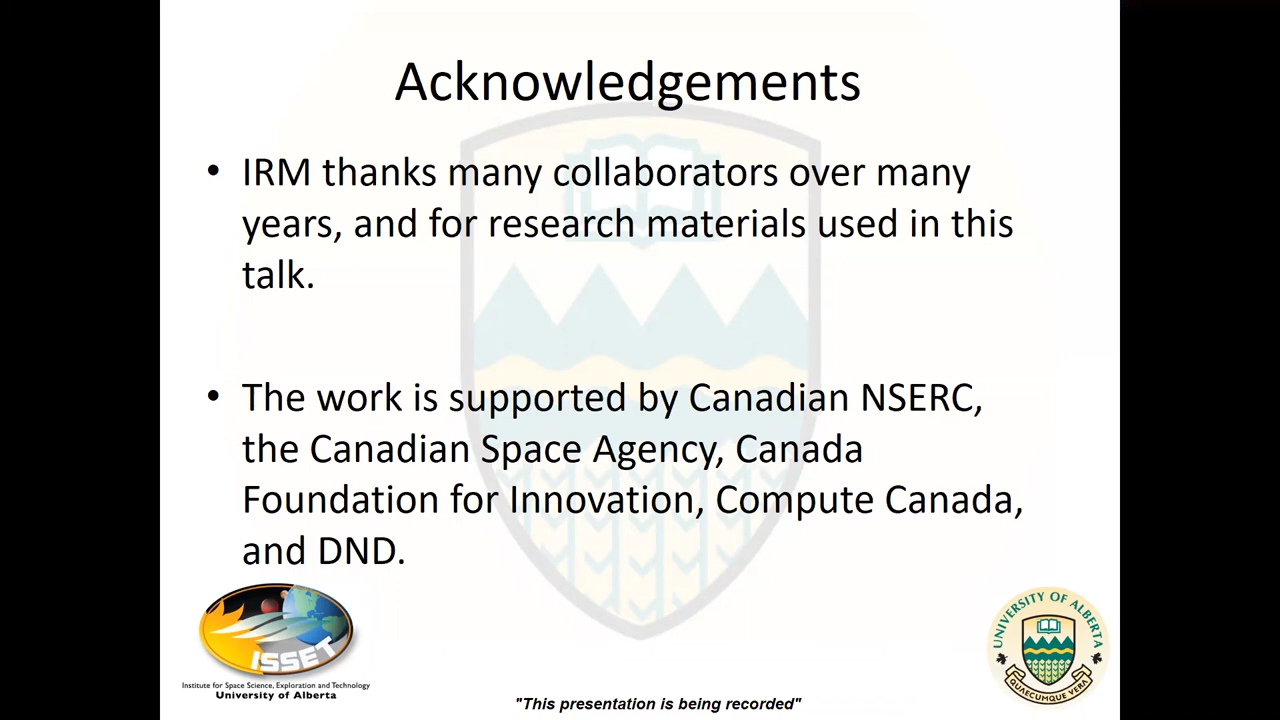 Acknowledgements
• IRM thanks many collaborators over many
years, and for research materials used in this
talk.
• The work is supported by Canadian NSERC,
the Canadian Space Agency, Canada
Foundation for Innovation, Compute Canada,
and DND.
ISSET
Institute for Space Science, Exploration and Technology
University of Alberta
UNIVERSITY OF ALBERTA
QUAECUMQUE VERA
"This presentation is being recorded"